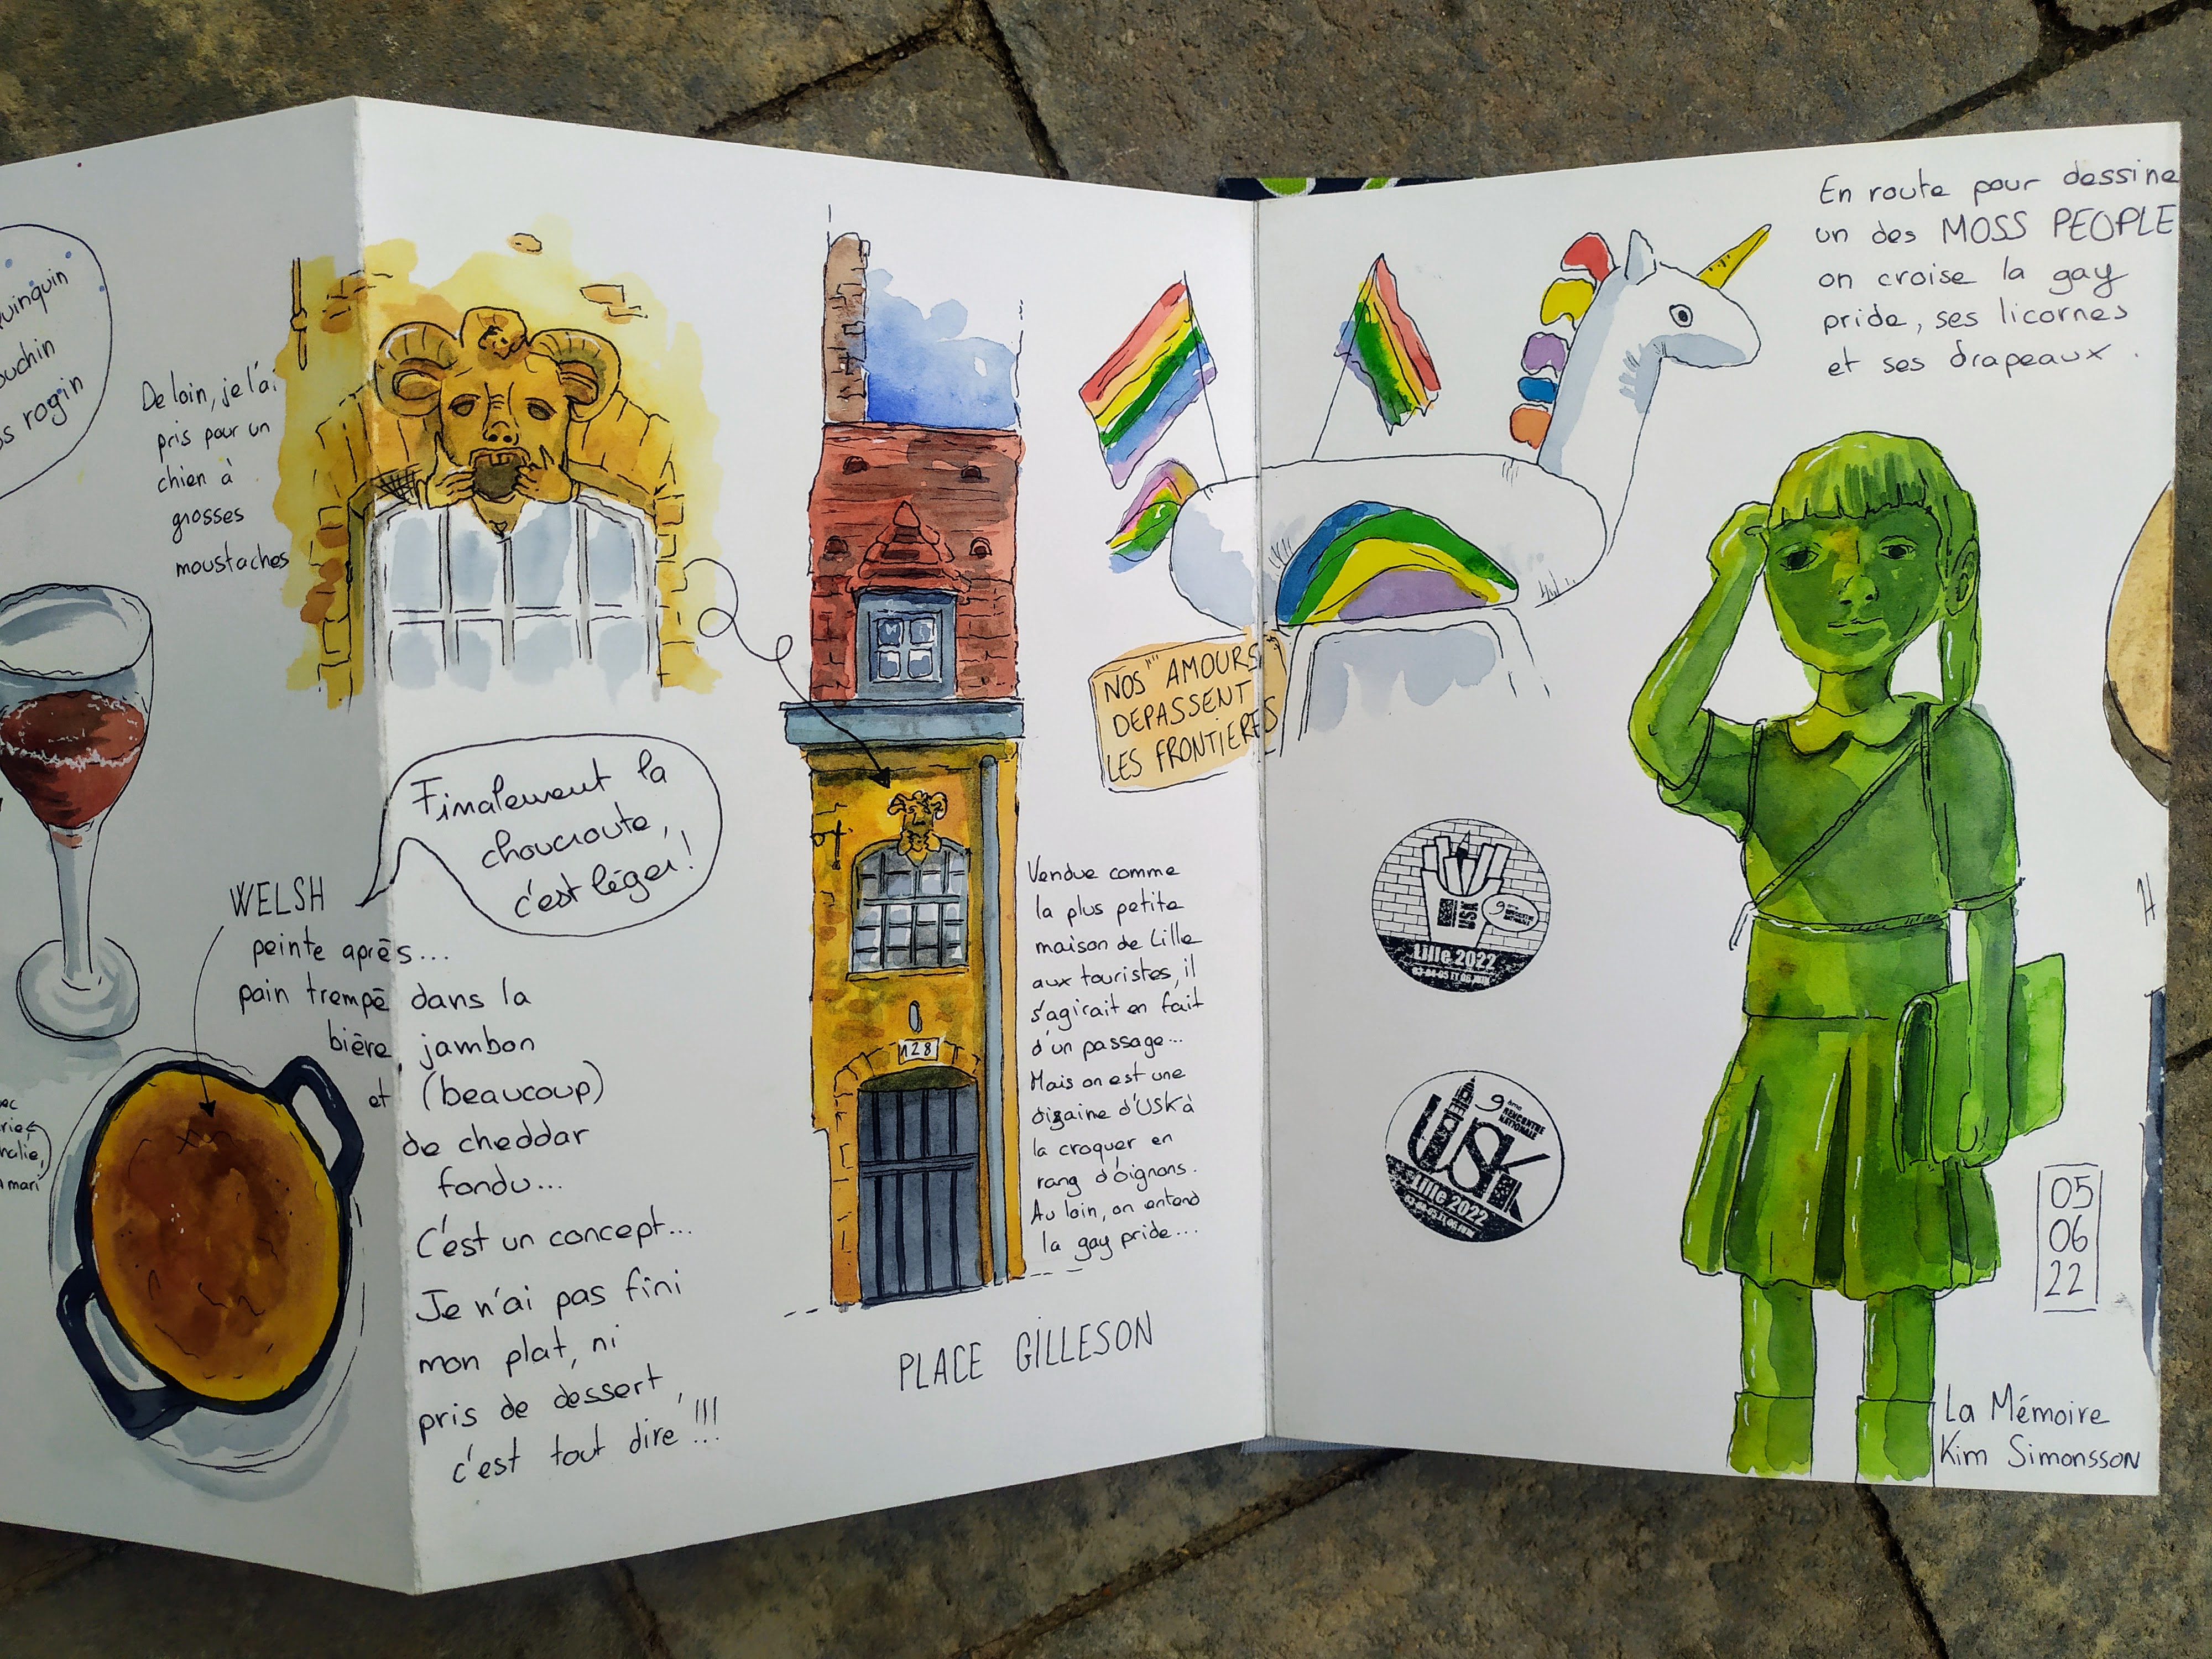 uinquin
ouchin
os rogin
De loin, je l'ai
pris pour un
chien à
grosses
moustaches
Finalement la
choucroute,
c'est léger!
WELSH
peinte après...
pain trempé dans la
bière, jambon
et (beaucoup)
de cheddar
fondu...
C'est un concept...
Je n'ai pas fini
mon plat, ni
pris de dessert,
c'est tout dire !!!
nalie,
mari
128
Vendue comme
la plus petite
maison de Lille
aux touristes, il
s'agirait en fait
d'un passage...
Mais on est une
dizaine d'USK à
la croquer en
rang d'oignons.
Au loin, on entend
la gay pride...
PLACE GILLESON
NOS "AMOURS"
DEPASSENT
LES FRONTIERES
En route pour dessine
un des MOSS PEOPLE
on croise la gay
pride, ses licornes
et ses drapeaux.
USK
9ème
RENCONTRE
NATIONALE
Lille 2022
03-04-05 ET 06 JUIN
9ème
RENCONTRE
NATIONALE
USK
Lille 2022
03-04-05 ET 06 JUIN
05
06
22
La Mémoire
Kim Simonsson